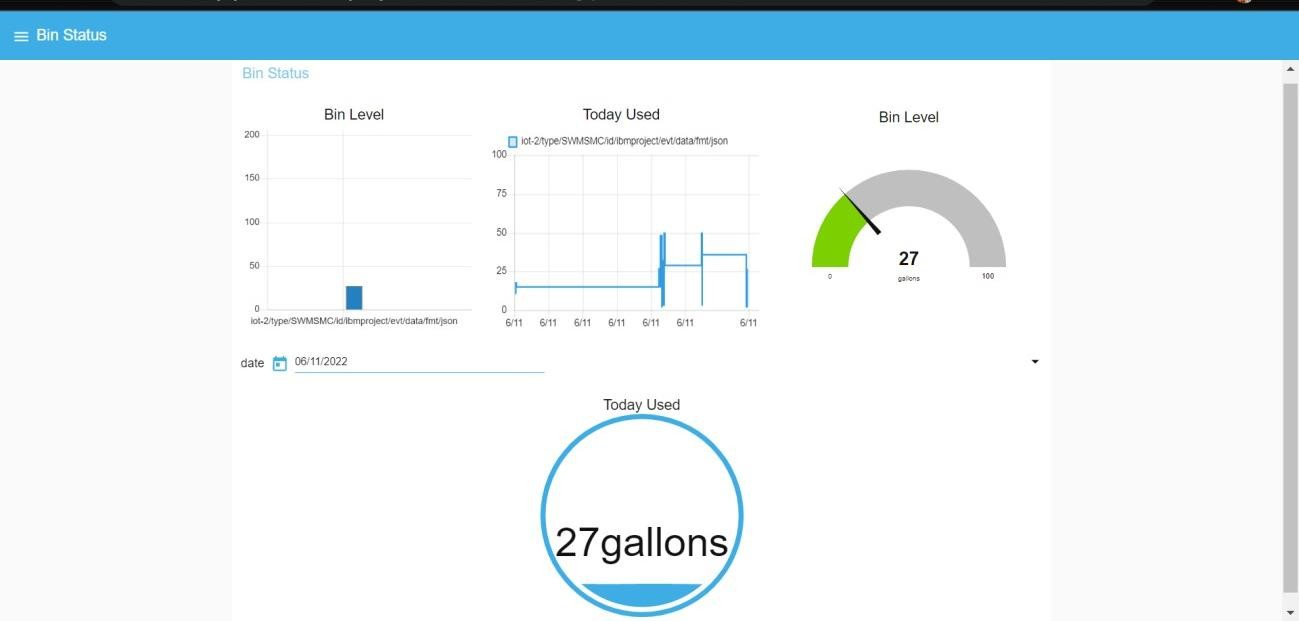 Bin Status
Bin Status
Bin Level
200
150
100
50
0
iot-2/type/SWMSMC/id/ibmproject/evt/data/fmt/json
Today Used
iot-2/type/SWMSMC/id/ibmproject/evt/data/fmt/json
100
75
50
25
0
6/11 6/11 6/11 6/11 6/11 6/11 6/11
Bin Level
27
gallons
0 100
date 06/11/2022
Today Used
27gallons